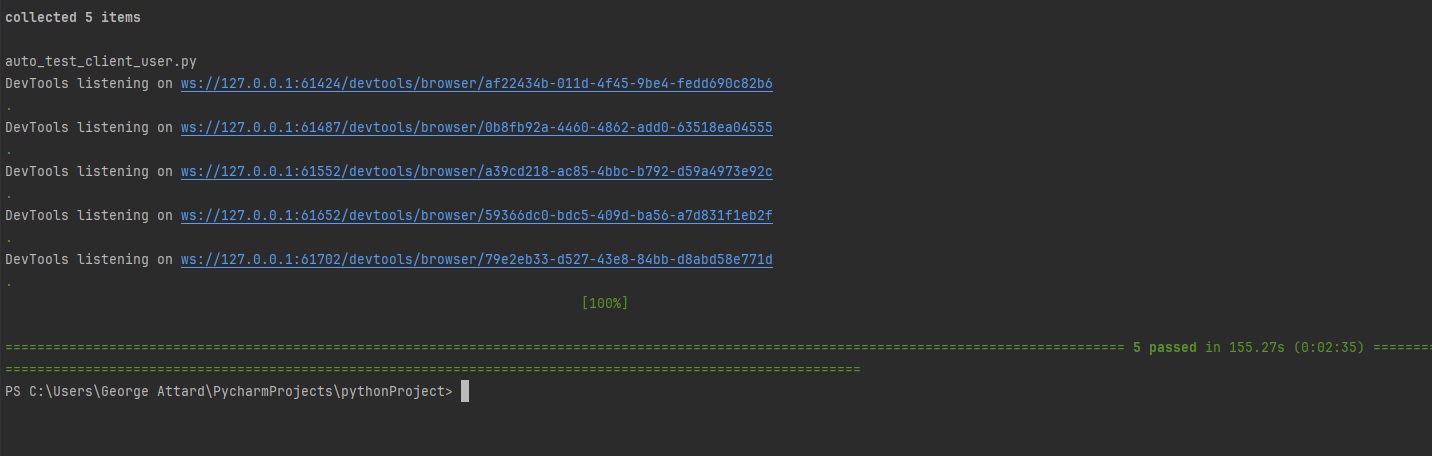 collected 5 items
auto_test_client_user.py
DevTools listening on ws://127.0.0.1:61424/devtools/browser/af22434b-011d-4f45-9be4-fedd690c82b6
.
DevTools listening on ws://127.0.0.1:61487/devtools/browser/0b8fb92a-4460-4862-add0-63518ea04555
.
DevTools listening on ws://127.0.0.1:61552/devtools/browser/a39cd218-ac85-4bbc-b792-d59a4973e92c
.
DevTools listening on ws://127.0.0.1:61652/devtools/browser/59366dc0-bdc5-409d-ba56-a7d831f1eb2f
.
DevTools listening on ws://127.0.0.1:61702/devtools/browser/79e2eb33-d527-43e8-84bb-d8abd58e771d
.
[100%]
============================================================================================================================================ 5 passed in 155.27s (0:02:35) ========
===========================================================================================================
PS C:\Users\George Attard\PycharmProjects\pythonProject>